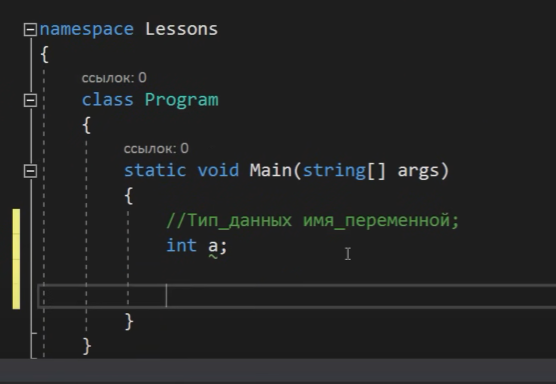 namespace Lessons
{
ссылок: 0
class Program
{
ссылок: 0
static void Main(string[] args)
{
//Тип_данных имя_переменной;
int a;
}
}